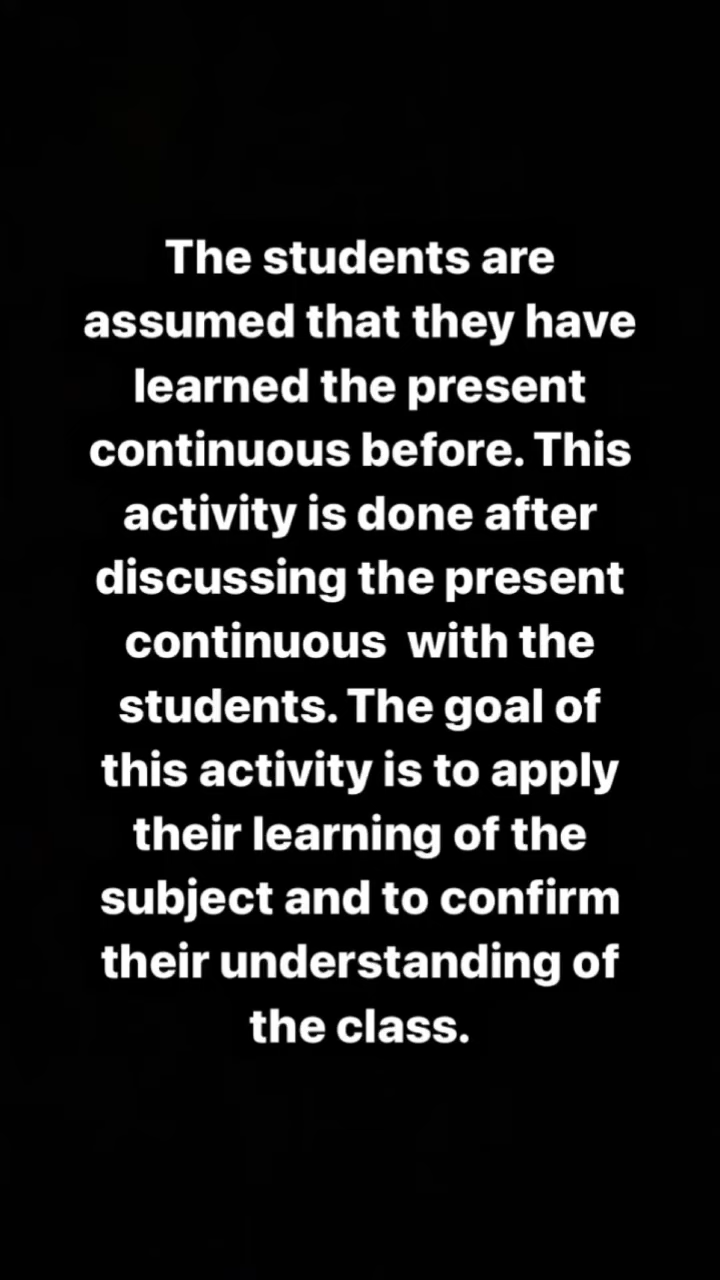 The students are
assumed that they have
learned the present
continuous before. This
activity is done after
discussing the present
continuous  with the
students. The goal of
this activity is to apply
their learning of the
subject and to confirm
their understanding of
the class.